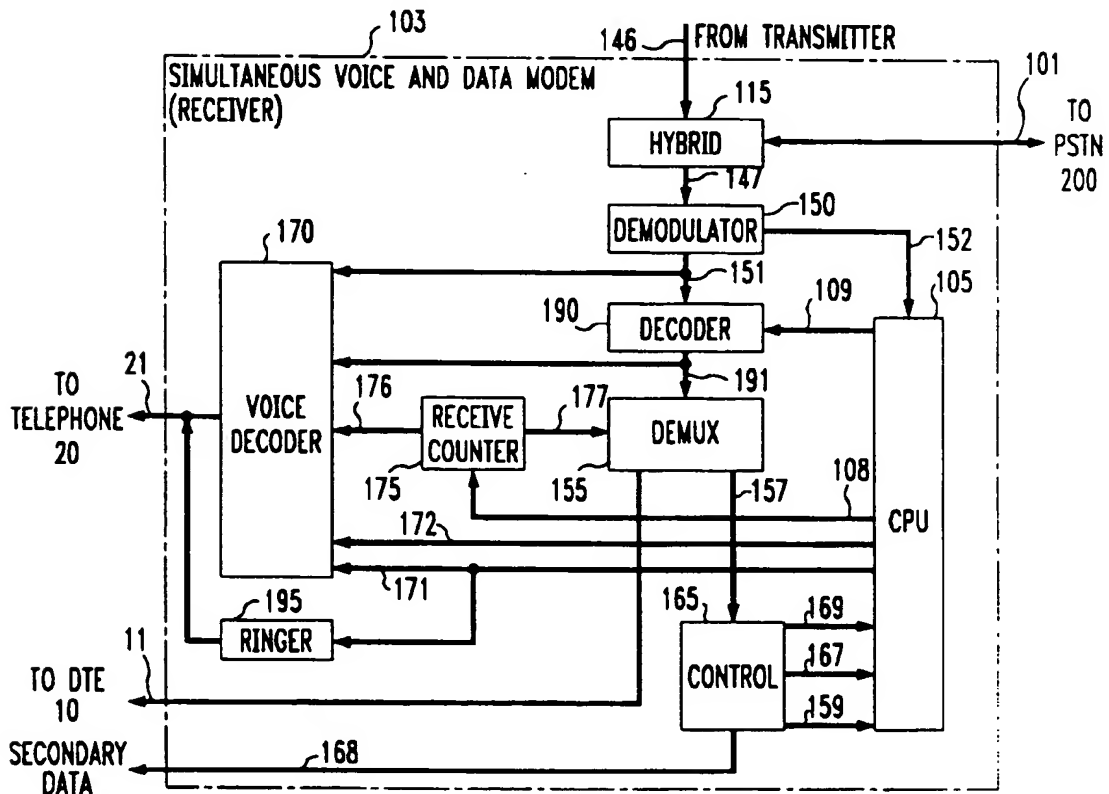 103
146
FROM TRANSMITTER
SIMULTANEOUS VOICE AND DATA MODEM
(RECEIVER)
115
101
HYBRID
TO
PSTN
200
147
150
DEMODULATOR
152
170
151
105
190
DECODER
109
191
21
TO
TELEPHONE
20
VOICE
DECODER
176
RECEIVE
COUNTER
177
DEMUX
175
155
157
108
CPU
172
171
195
RINGER
165
169
CONTROL
167
159
11
TO DTE
10
SECONDARY
DATA
168